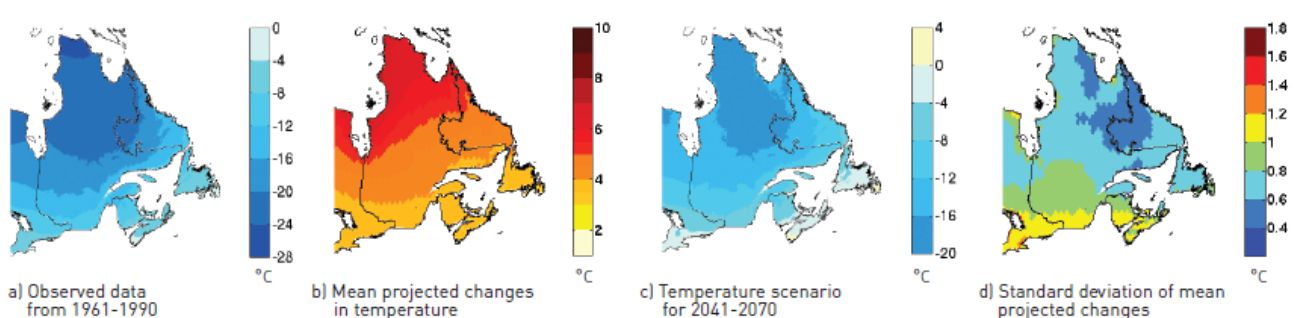 0
-4
-8
-12
-16
-20
-24
-28
°C
a) Observed data
from 1961-1990
10
8
6
4
2
°C
b) Mean projected changes
in temperature
4
0
-4
-8
-12
-16
-20
°C
c) Temperature scenario
for 2041-2070
1.8
1.6
1.4
1.2
1
0.8
0.6
0.4
°C
d) Standard deviation of mean
projected changes